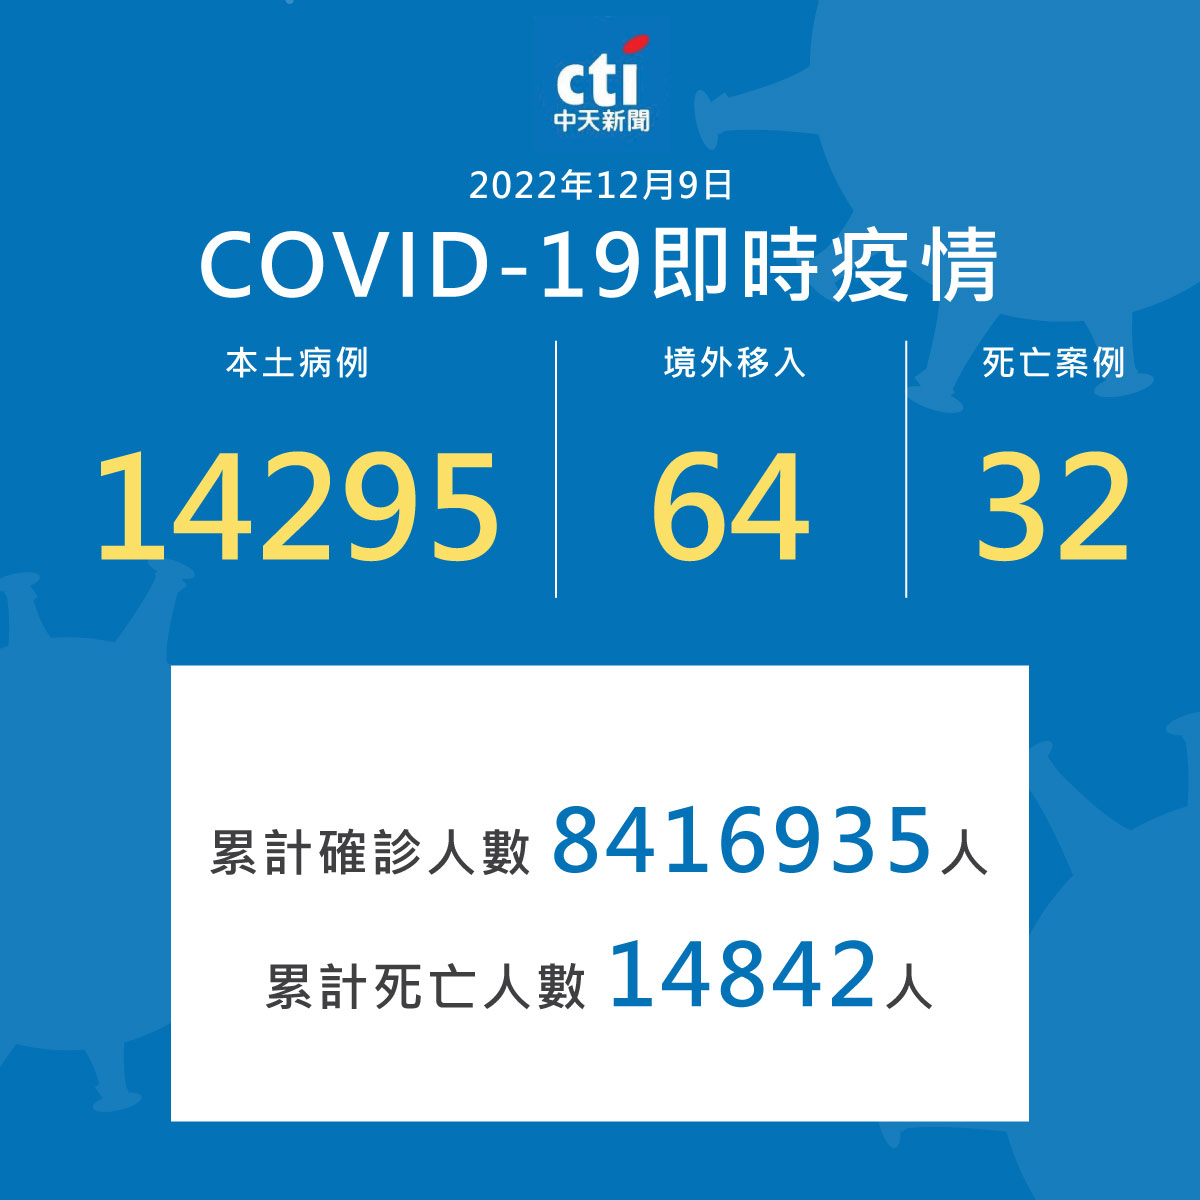 cti
中天新聞
2022年12月9日
COVID-19即時疫情
本土病例
14295
境外移入
64
死亡案例
32
累計確診人數 8416935人
累計死亡人數 14842人